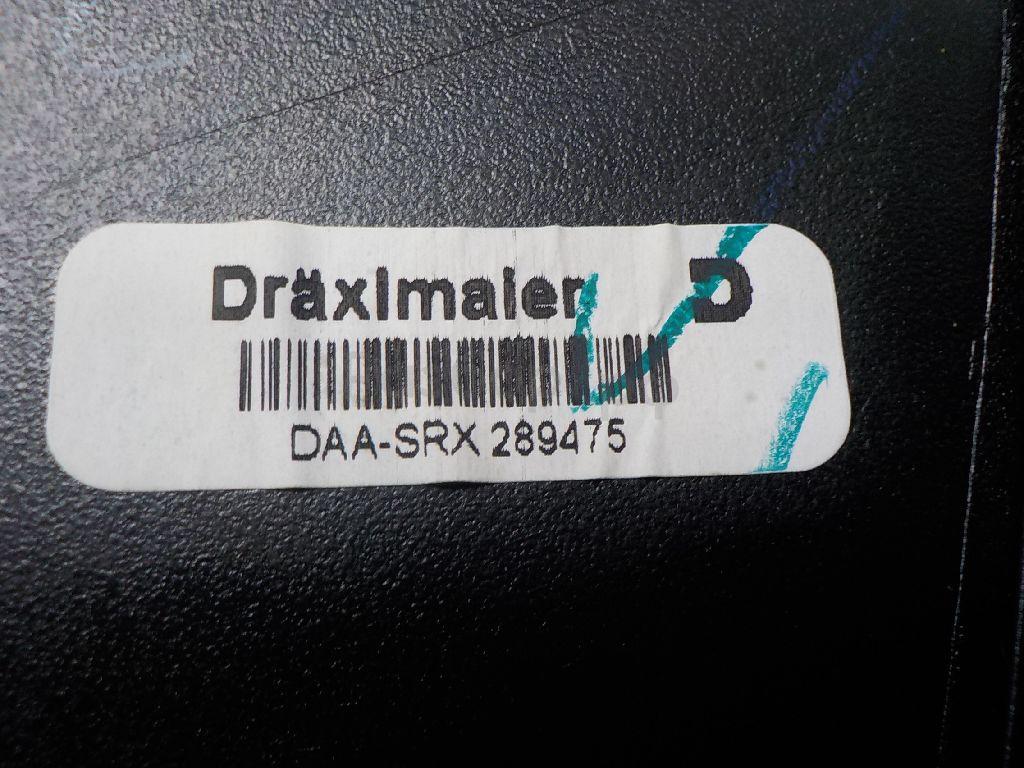 Dräxlmaier D
DAA-SRX 289475